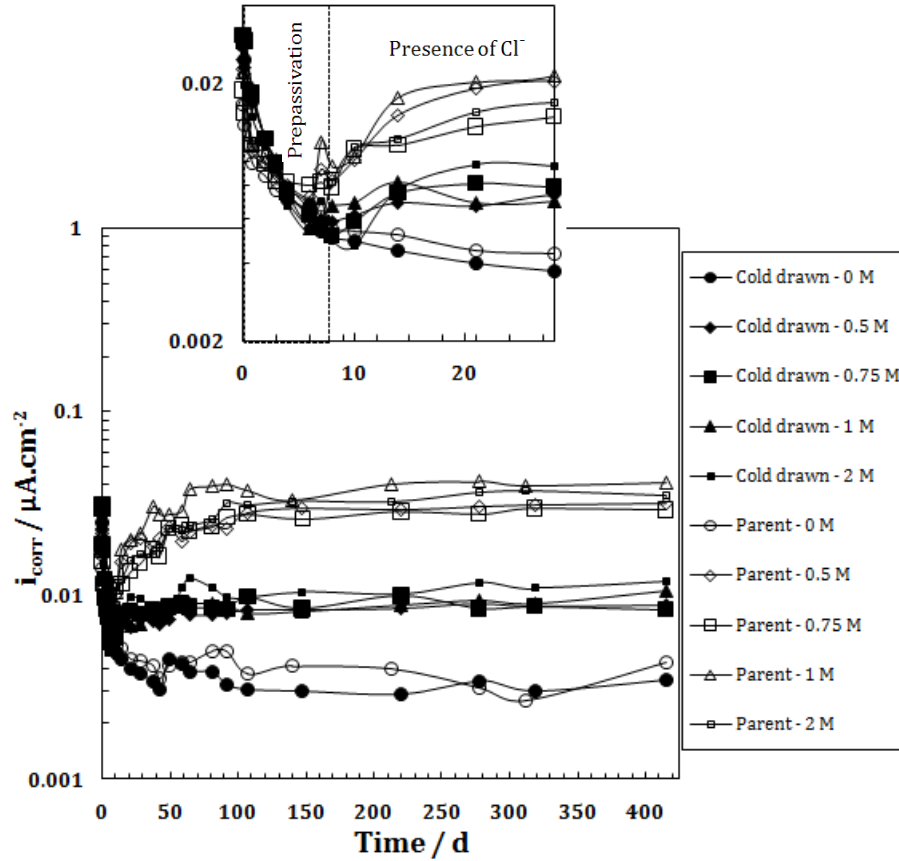 Prepassivation
Presence of Cl⁻
0.02
0.002
0 10 20
1
0.1
0.01
0.001
0 50 100 150 200 250 300 350 400
i_corr / µA.cm⁻²
Time / d
Cold drawn - 0 M
Cold drawn - 0.5 M
Cold drawn - 0.75 M
Cold drawn - 1 M
Cold drawn - 2 M
Parent - 0 M
Parent - 0.5 M
Parent - 0.75 M
Parent - 1 M
Parent - 2 M